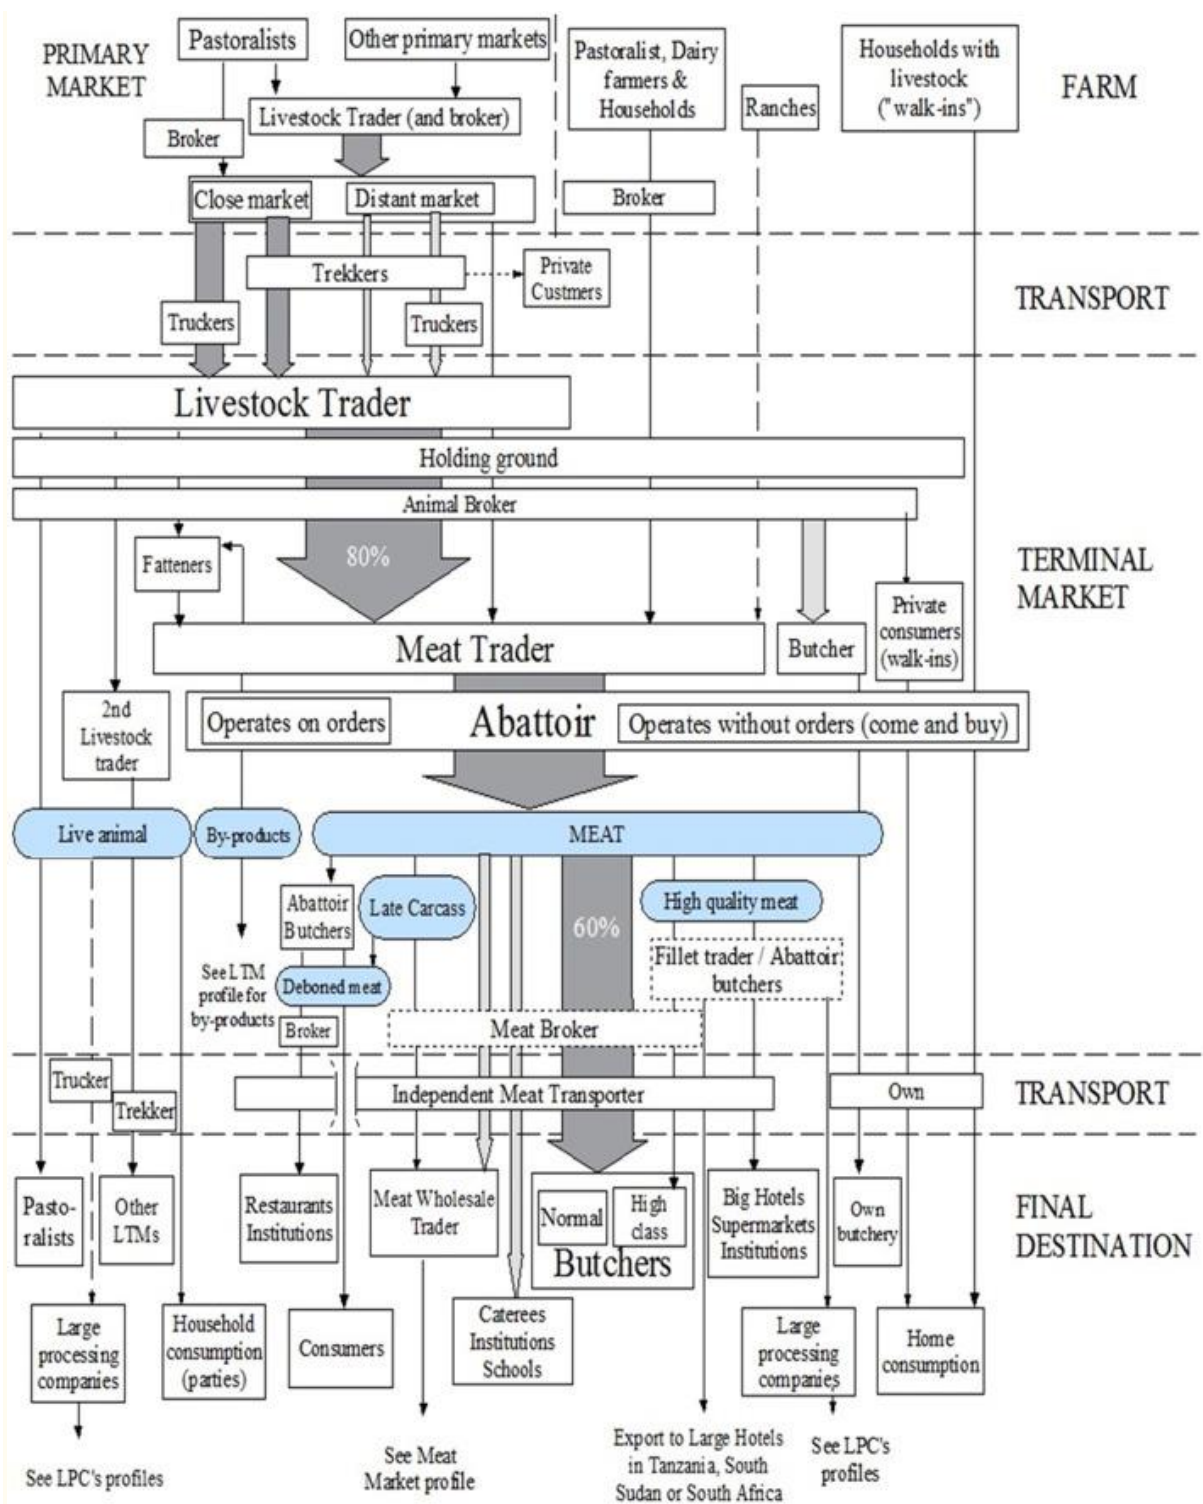 PRIMARY
MARKET
Pastoralists
Other primary markets
Pastoralist, Dairy
farmers &
Households
Households with
livestock
("walk-ins")
FARM
Livestock Trader (and broker)
Ranches
Broker
Close market
Distant market
Broker
Trekkers
Private
Custmers
TRANSPORT
Truckers
Truckers
Livestock Trader
Holding ground
Animal Broker
80%
Fatteners
TERMINAL
MARKET
Private
consumers
(walk-ins)
Meat Trader
Butcher
2nd
Livestock
trader
Operates on orders
Abattoir
Operates without orders (come and buy)
Live animal
By-products
MEAT
Abattoir
Butchers
Late Carcass
60%
High quality meat
Fillet trader / Abattoir
butchers
See LTM
profile for
by-products
Deboned meat
Broker
Meat Broker
Trucker
Trekker
Independent Meat Transporter
Own
TRANSPORT
Pasto-
ralists
Other
LTMs
Restaurants
Institutions
Meat Wholesale
Trader
Normal
High
class
Butchers
Big Hotels
Supermarkets
Institutions
Own
butchery
FINAL
DESTINATION
Large
processing
companies
Household
consumption
(parties)
Consumers
Caterees
Institutions
Schools
Large
processing
companies
Home
consumption
See LPC's profiles
See Meat
Market profile
Export to Large Hotels
in Tanzania, South
Sudan or South Africa
See LPC's
profiles